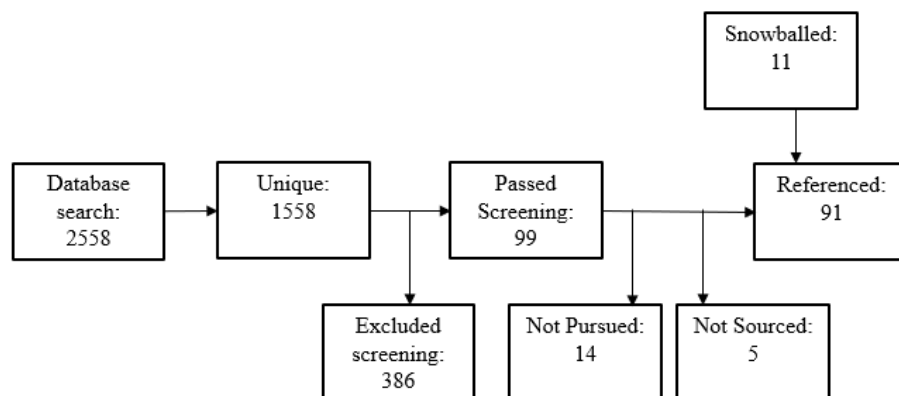 Snowballed:
11
Database
search:
2558
Unique:
1558
Passed
Screening:
99
Referenced:
91
Excluded
screening:
386
Not Pursued:
14
Not Sourced:
5